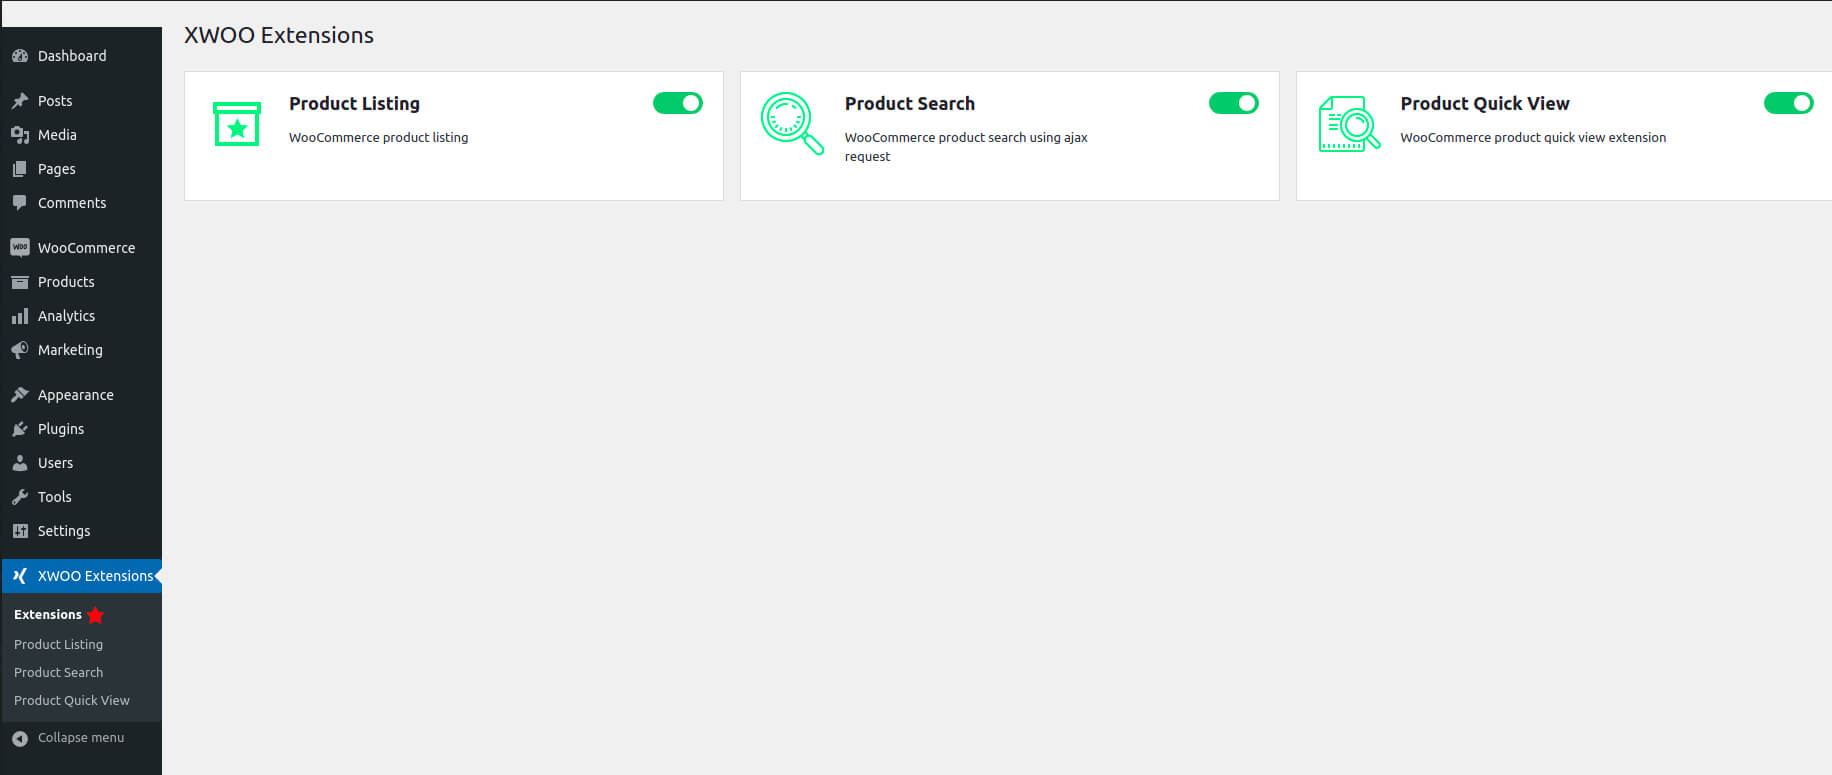 XWOO Extensions
Dashboard
Posts
Media
Pages
Comments
WOO WooCommerce
Products
Analytics
Marketing
Appearance
Plugins
Users
Tools
Settings
XWOO Extensions
Extensions
Product Listing
Product Search
Product Quick View
Collapse menu
Product Listing
WooCommerce product listing
Product Search
WooCommerce product search using ajax
request
Product Quick View
WooCommerce product quick view extension